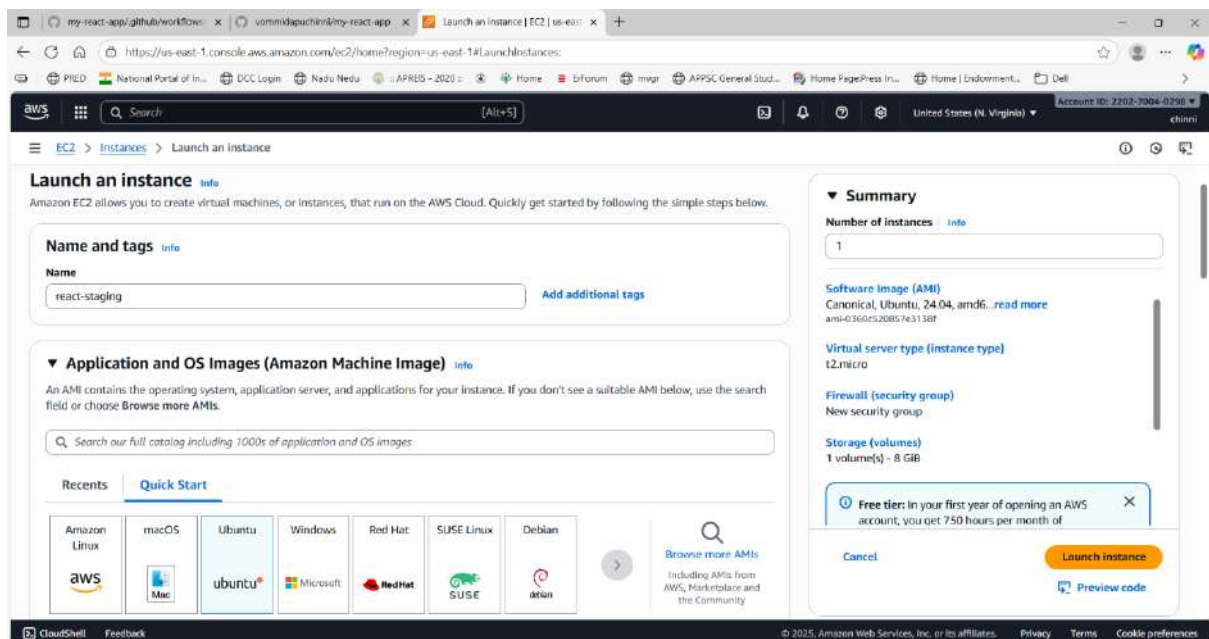 my-react-app/.github/workflows
vommidapuchinni/my-react-app
Launch an instance | EC2 | us-eas
https://us-east-1.console.aws.amazon.com/ec2/home?region=us-east-1#LaunchInstances:
PRED
National Portal of In...
DCC Login
Nadu Nedu
:: APREIS - 2020 ::
Home
bforum
mvgr
APPSC General Stud...
Home Page:Press In...
Home | Endowment...
Dell
aws
Search
[Alt+S]
United States (N. Virginia)
Account ID: 2202-7004-0298
chinni
EC2 > Instances > Launch an instance
Launch an instance Info
Amazon EC2 allows you to create virtual machines, or instances, that run on the AWS Cloud. Quickly get started by following the simple steps below.
Name and tags Info
Name
react-staging
Add additional tags
Application and OS Images (Amazon Machine Image) Info
An AMI contains the operating system, application server, and applications for your instance. If you don't see a suitable AMI below, use the search
field or choose Browse more AMIs.
Search our full catalog including 1000s of application and OS images
Recents
Quick Start
Amazon
Linux
aws
macOS
Mac
Ubuntu
ubuntu
Windows
Microsoft
Red Hat
RedHat
SUSE Linux
SUSE
Debian
debian
Browse more AMIs
Including AMIs from
AWS, Marketplace and
the Community
Summary
Number of instances Info
1
Software Image (AMI)
Canonical, Ubuntu, 24.04, amd6...read more
ami-0360c520857e3138f
Virtual server type (instance type)
t2.micro
Firewall (security group)
New security group
Storage (volumes)
1 volume(s) - 8 GiB
Free tier: In your first year of opening an AWS
account, you get 750 hours per month of
Cancel
Launch instance
Preview code
CloudShell
Feedback
© 2025, Amazon Web Services, Inc. or its affiliates.
Privacy
Terms
Cookie preferences